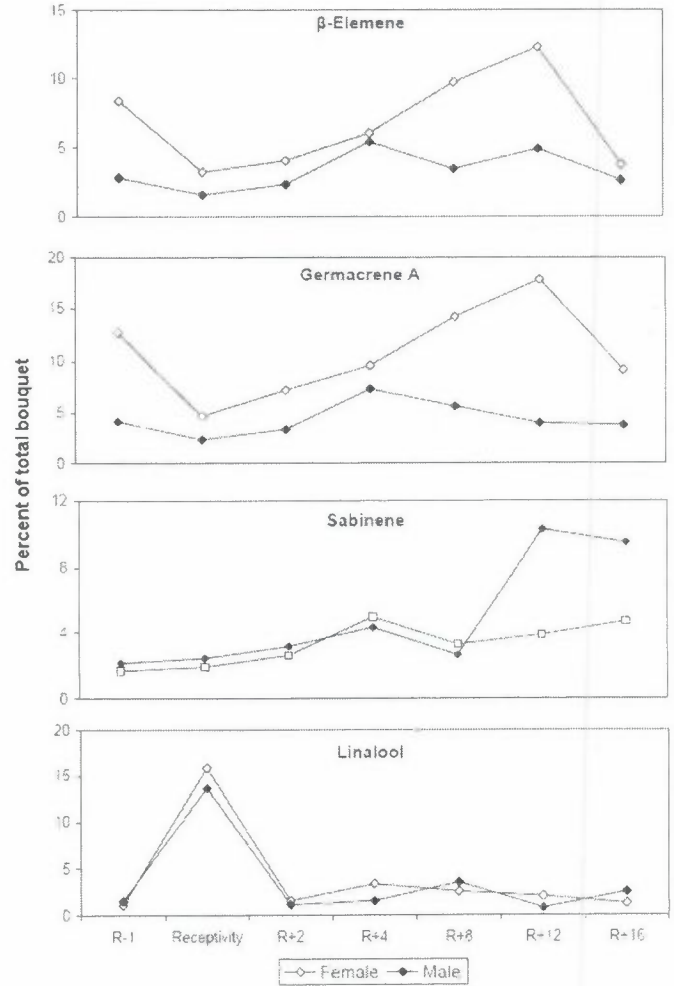 15
β-Elemene
10
5
0
20
Germacrene A
15
10
5
0
Percent of total bouquet
12
Sabinene
8
4
0
20
Linalool
15
10
5
0
R-1 Receptivity R+2 R+4 R+8 R+12 R+16
Female Male